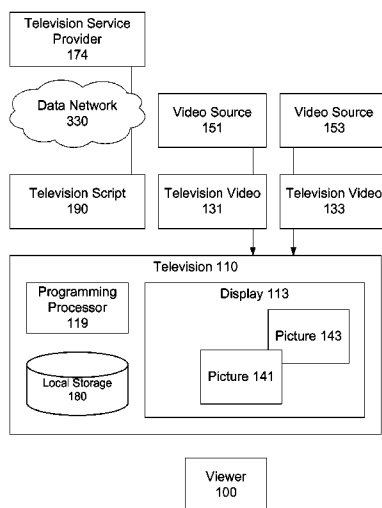 Television Service
Provider
174
Data Network
330
Video Source
151
Video Source
153
Television Script
190
Television Video
131
Television Video
133
Television 110
Programming
Processor
119
Local Storage
180
Display 113
Picture 143
Picture 141
Viewer
100